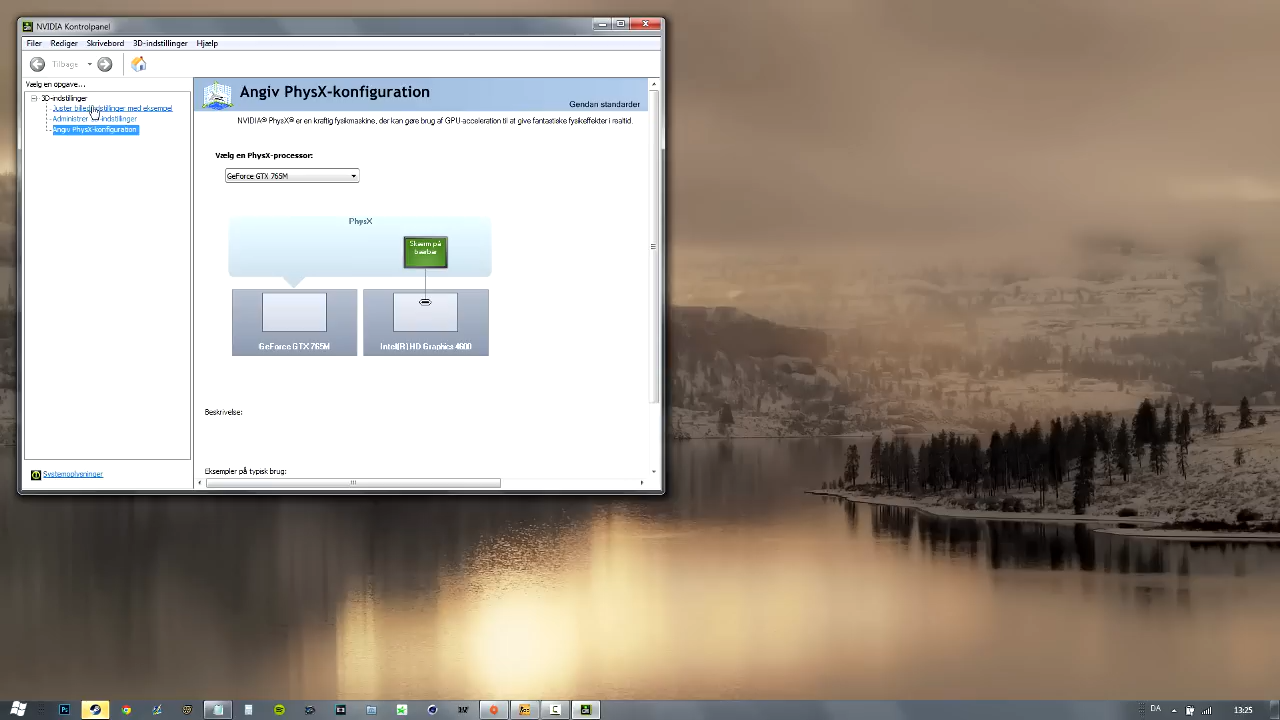 NVIDIA Kontrolpanel
Filer Rediger Skrivebord 3D-indstillinger Hjælp
Tilbage
Vælg en opgave...
3D-indstillinger
Juster billedindstillinger med eksempel
Administrer -indstillinger
Angiv PhysX-konfiguration
Systemoplysninger
Angiv PhysX-konfiguration
Gendan standarder
NVIDIA® PhysX® er en kraftig fysikmaskine, der kan gøre brug af GPU-acceleration til at give fantastiske fysikeffekter i realtid.
Vælg en PhysX-processor:
GeForce GTX 765M
PhysX
Skærm på
bærbar
GeForce GTX 765M
Intel(R) HD Graphics 4600
Beskrivelse:
Eksempler på typisk brug:
Ps
DA
13:25